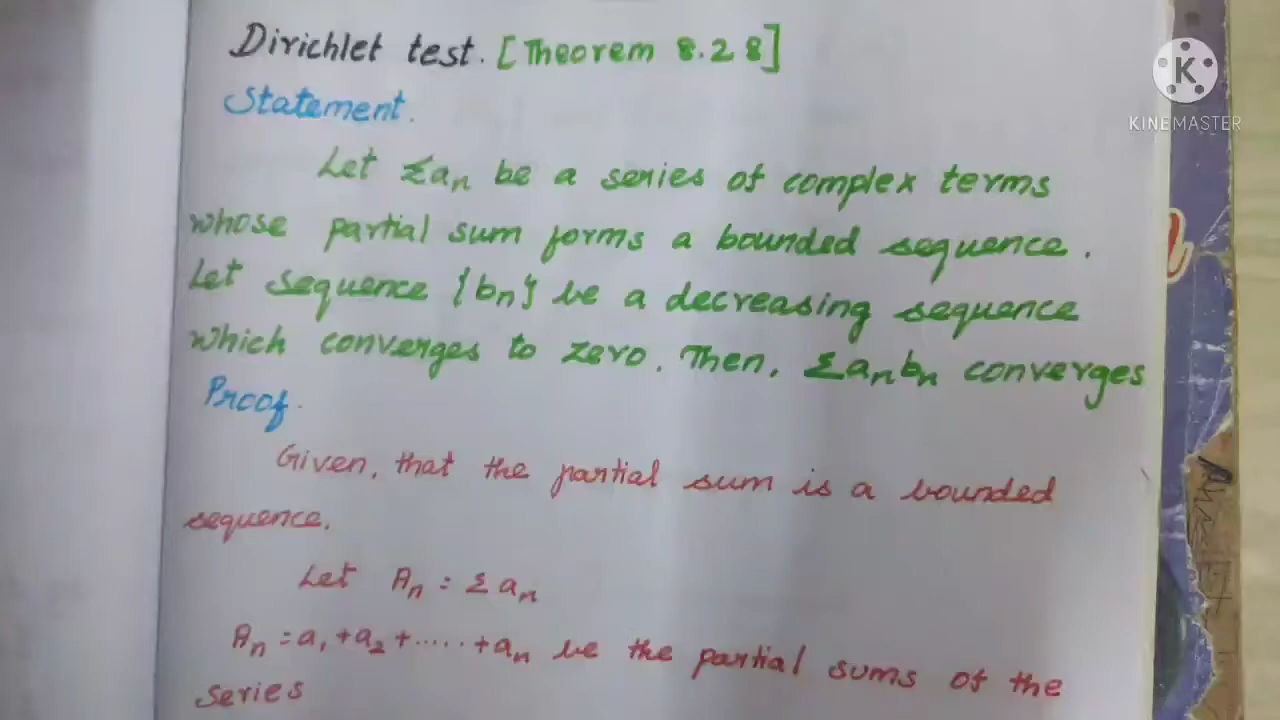 Dirichlet test. [Theorem 8.28]
Statement.
Let Σan be a series of complex terms
whose partial sum forms a bounded sequence.
Let sequence {bn} be a decreasing sequence
which converges to zero. Then, Σanbn converges
Proof.
Given, that the partial sum is a bounded
sequence.
Let An = Σan
An = a1+a2+.....+an be the partial sums of the
series
K
KINEMASTER